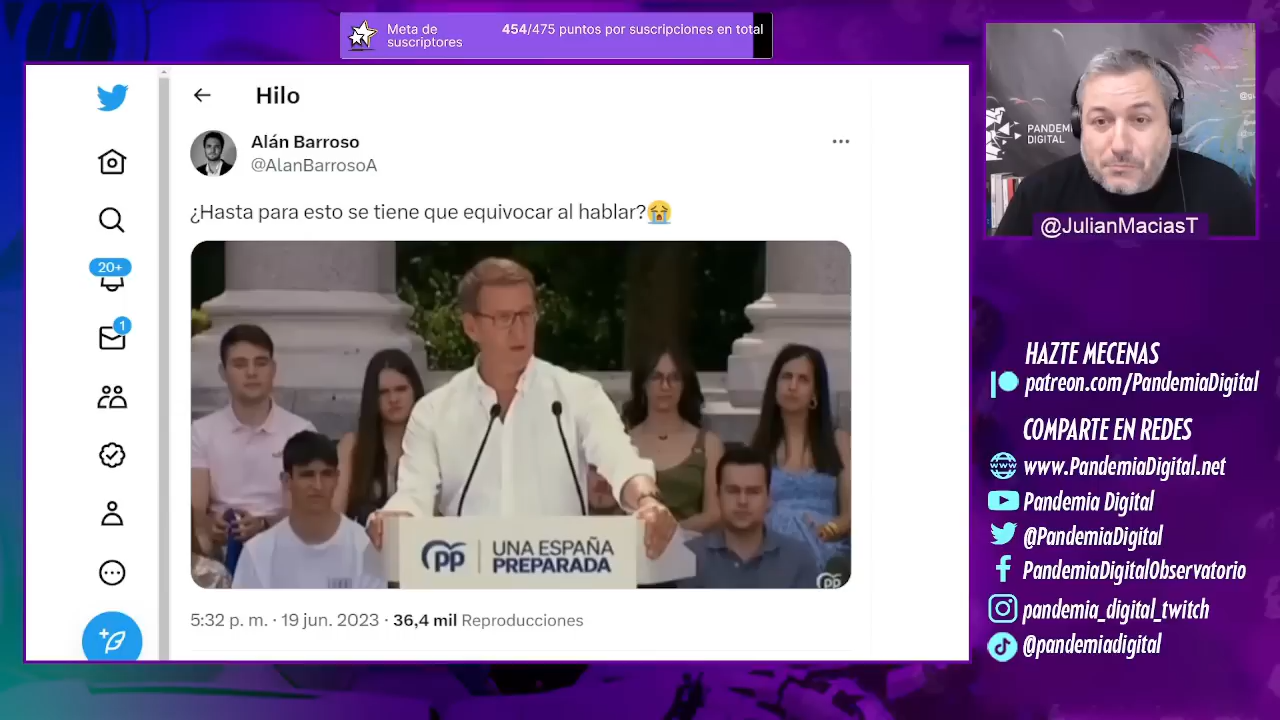 Meta de
suscriptores
454/475 puntos por suscripciones en total
Hilo
Alán Barroso
@AlanBarrosoA
¿Hasta para esto se tiene que equivocar al hablar?😭
20+
1
pp
UNA ESPAÑA
PREPARADA
pp
5:32 p. m. · 19 jun. 2023 · 36,4 mil Reproducciones
PANDEM
DIGITAL
@JulianMaciasT
HAZTE MECENAS
patreon.com/PandemiaDigital
COMPARTE EN REDES
www.PandemiaDigital.net
Pandemia Digital
@PandemiaDigital
PandemiaDigitalObservatorio
pandemia_digital_twitch
@pandemiadigital